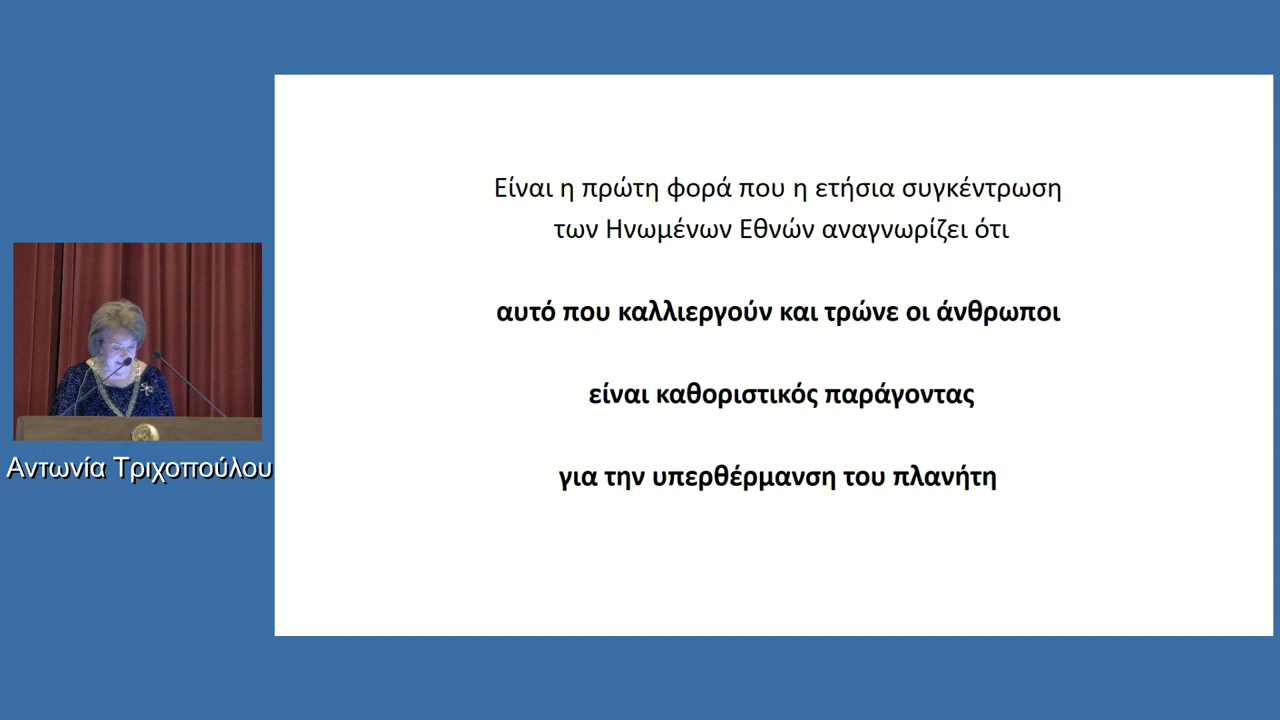 Είναι η πρώτη φορά που η ετήσια συγκέντρωση
των Ηνωμένων Εθνών αναγνωρίζει ότι
αυτό που καλλιεργούν και τρώνε οι άνθρωποι
είναι καθοριστικός παράγοντας
για την υπερθέρμανση του πλανήτη
Αντωνία Τριχοπούλου